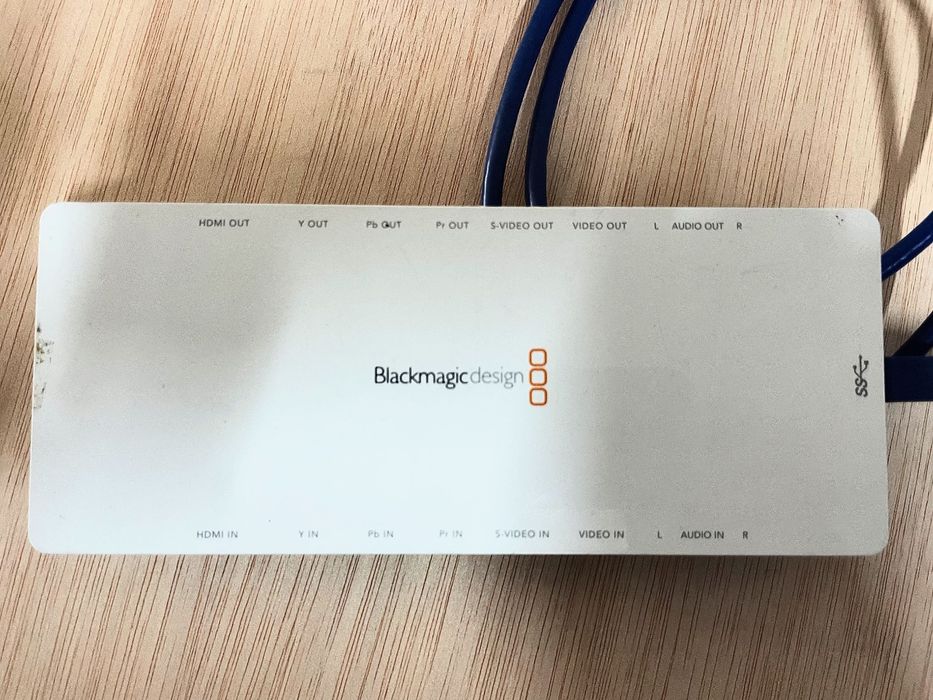 HDMI OUT Y OUT Pb OUT Pr OUT S-VIDEO OUT VIDEO OUT L AUDIO OUT R
Blackmagicdesign
SS
HDMI IN Y IN Pb IN Pr IN S-VIDEO IN VIDEO IN L AUDIO IN R